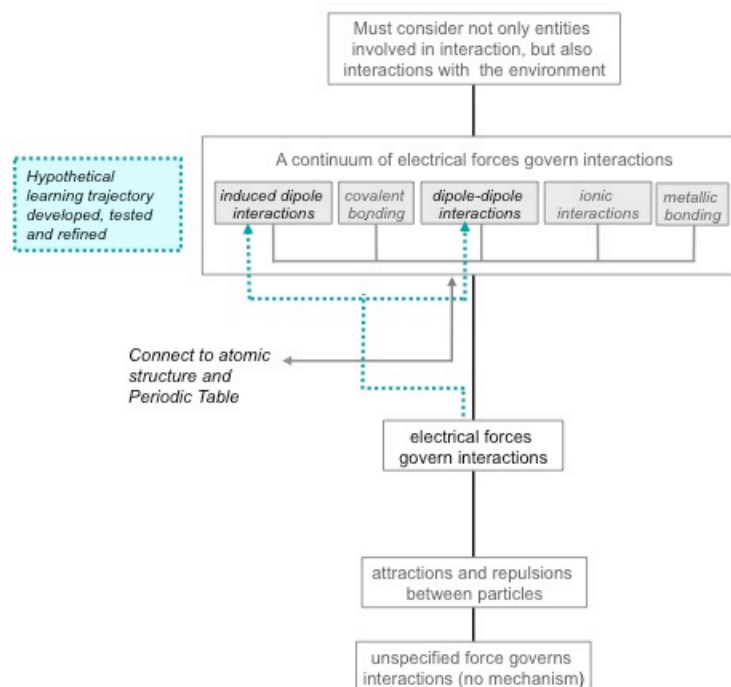 Must consider not only entities
involved in interaction, but also
interactions with the environment
Hypothetical
learning trajectory
developed, tested
and refined
A continuum of electrical forces govern interactions
induced dipole
interactions
covalent
bonding
dipole-dipole
interactions
ionic
interactions
metallic
bonding
Connect to atomic
structure and
Periodic Table
electrical forces
govern interactions
attractions and repulsions
between particles
unspecified force governs
interactions (no mechanism)